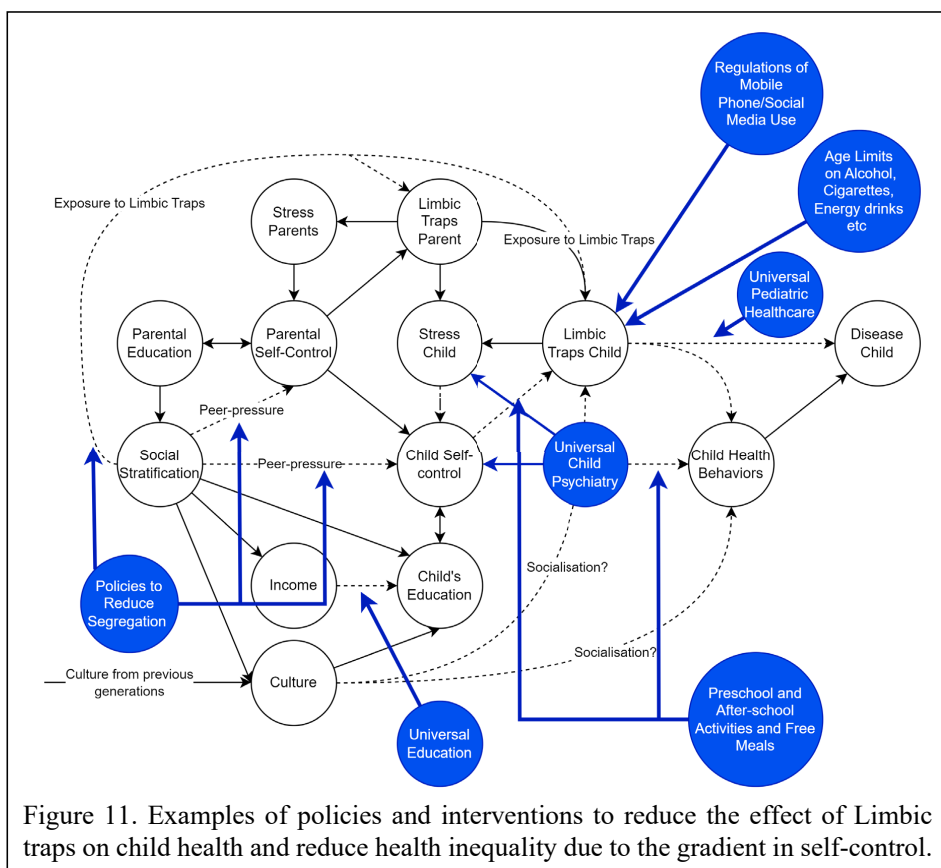 Regulations of
Mobile
Phone/Social
Media Use
Age Limits
on Alcohol,
Cigarettes,
Energy drinks
etc
Exposure to Limbic Traps
Stress
Parents
Limbic
Traps
Parent
Exposure to Limbic Traps
Universal
Pediatric
Healthcare
Parental
Education
Parental
Self-Control
Stress
Child
Limbic
Traps Child
Disease
Child
Peer-pressure
Social
Stratification
Peer-pressure
Child Self-
control
Universal
Child
Psychiatry
Child Health
Behaviors
Policies to
Reduce
Segregation
Income
Child's
Education
Socialisation?
Socialisation?
Culture from previous
generations
Culture
Universal
Education
Preschool and
After-school
Activities and Free
Meals
Figure 11. Examples of policies and interventions to reduce the effect of Limbic
traps on child health and reduce health inequality due to the gradient in self-control.